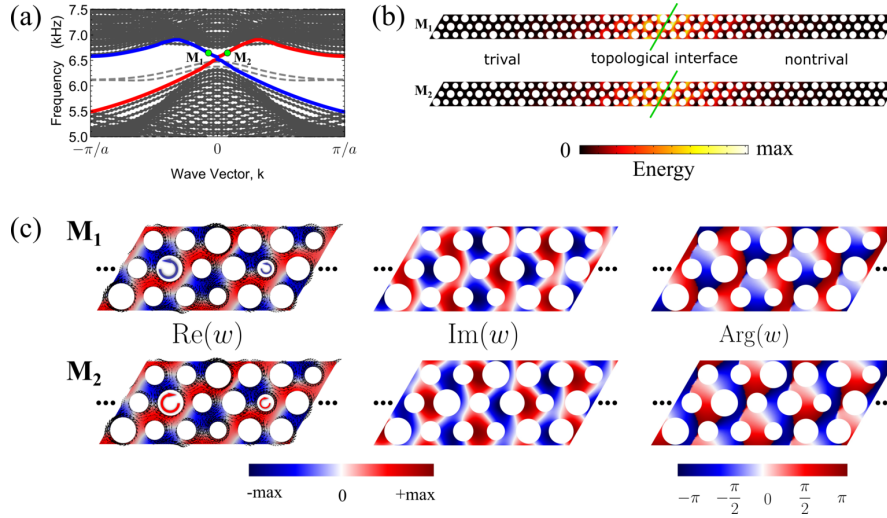 (a)
7.5
7.0
6.5
6.0
5.5
5.0
Frequency (kHz)
M1 M2
−π/a 0 π/a
Wave Vector, k
(b)
M1
trival topological interface nontrival
M2
0 max
Energy
(c)
M1
••• •••
••• •••
••• •••
Re(w) Im(w) Arg(w)
M2
••• •••
••• •••
••• •••
-max 0 +max
−π −π/2 0 π/2 π